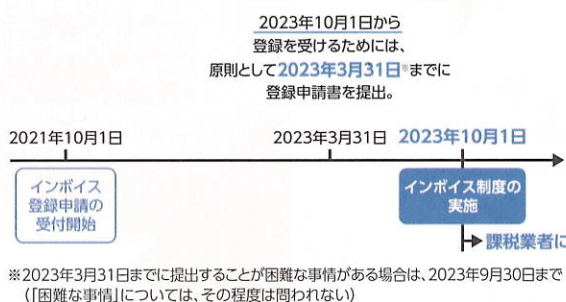 2023年10月1日から
登録を受けるためには、
原則として2023年3月31日※までに
登録申請書を提出。
2021年10月1日
2023年3月31日
2023年10月1日
インボイス
登録申請の
受付開始
インボイス制度の
実施
課税業者に
※2023年3月31日までに提出することが困難な事情がある場合は、2023年9月30日まで
(「困難な事情」については、その程度は問われない)